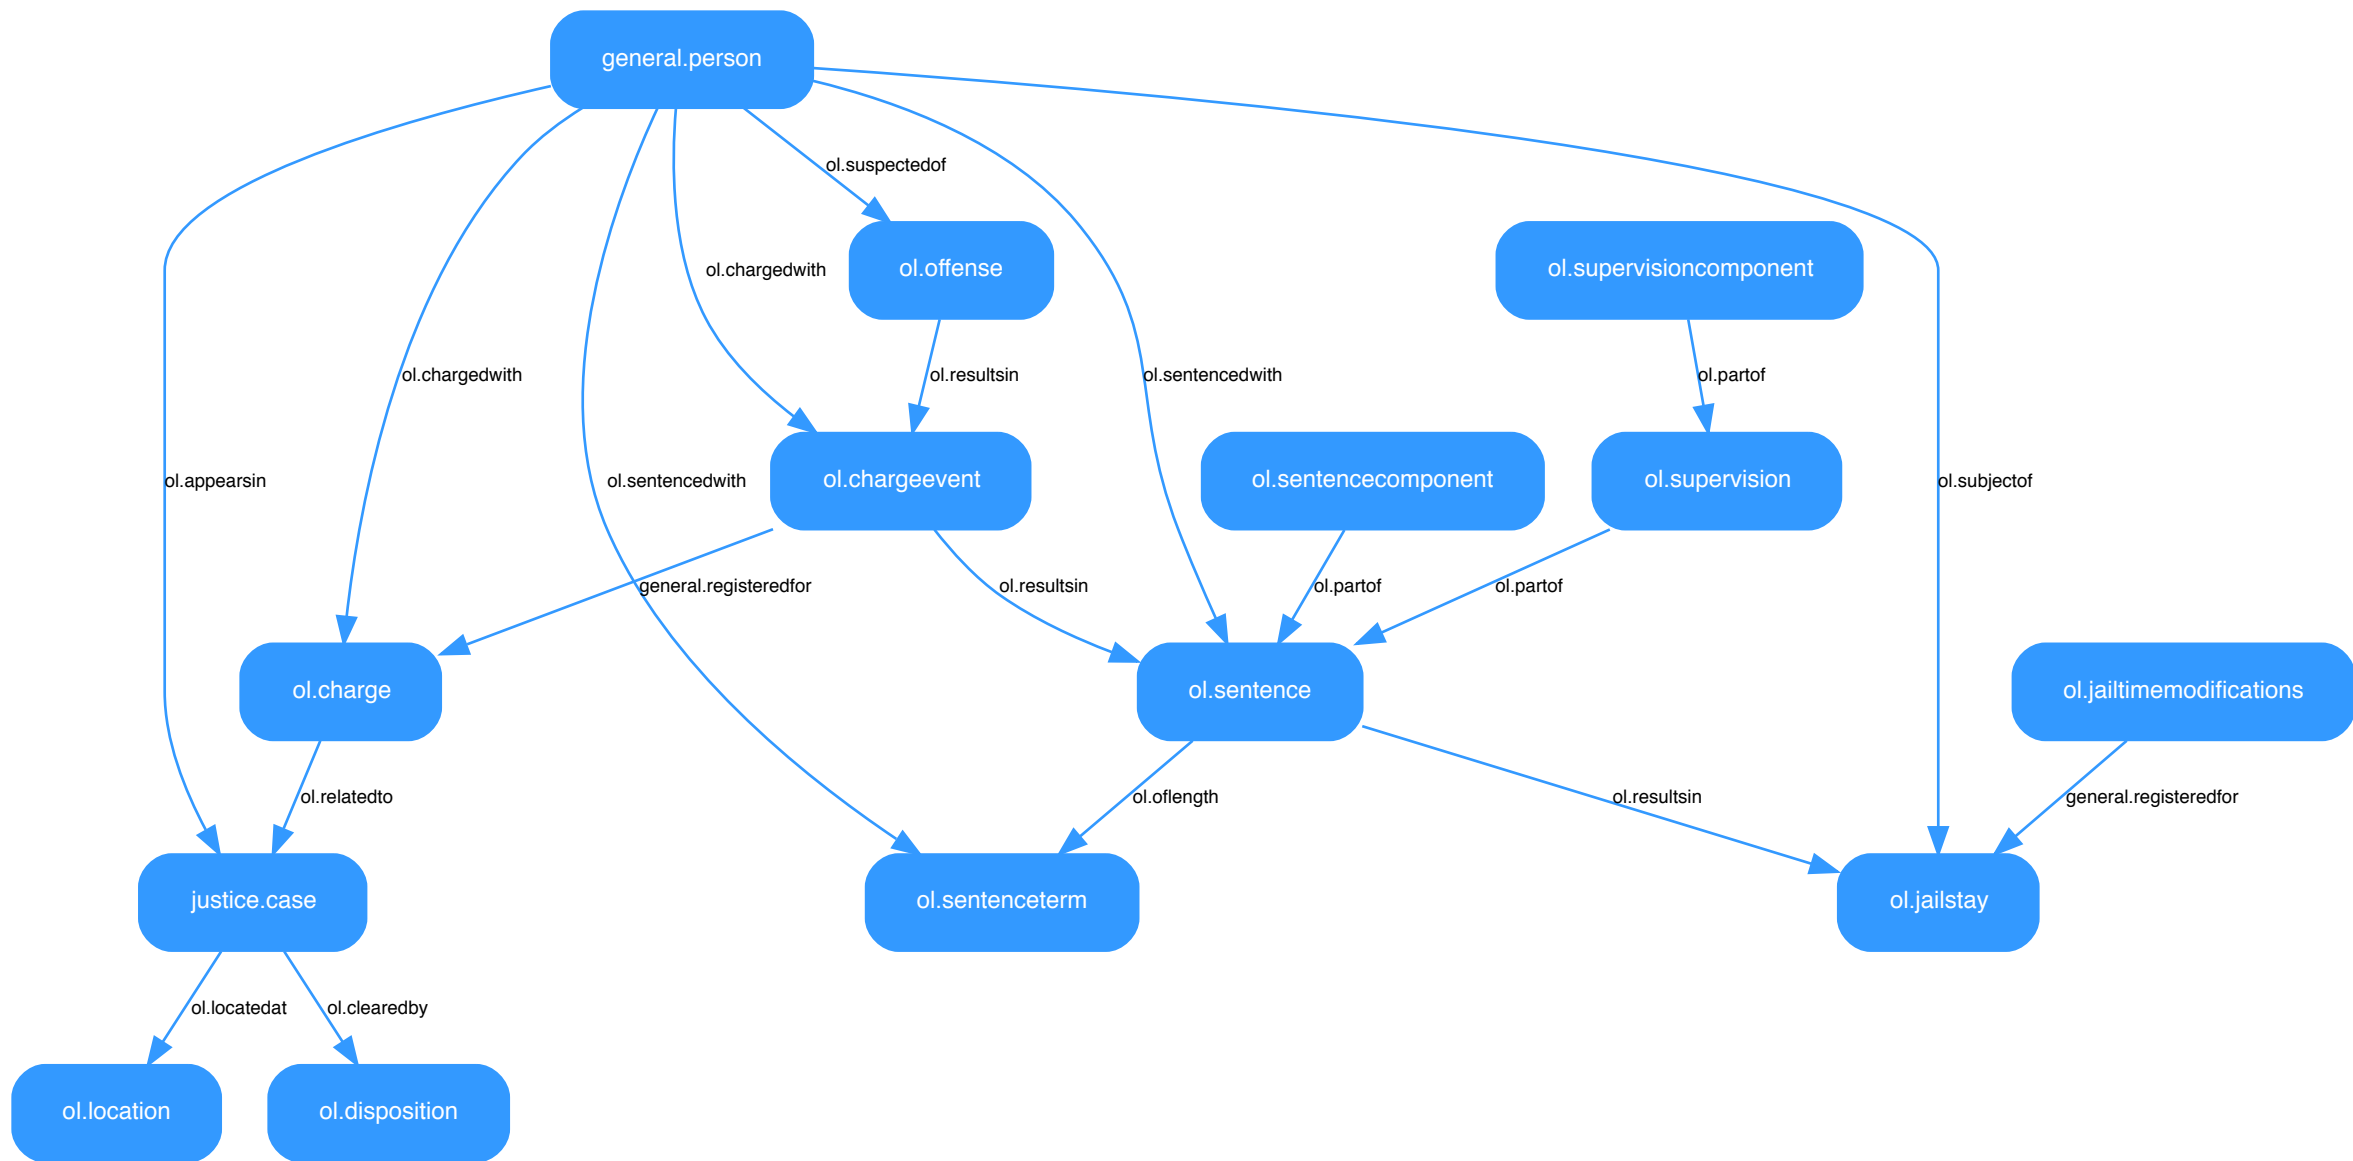 general.person
ol.suspectedof
ol.chargedwith
ol.offense
ol.supervisioncomponent
ol.chargedwith
ol.resultsin
ol.sentencedwith
ol.partof
ol.appearsin
ol.sentencedwith
ol.chargeevent
ol.sentencecomponent
ol.supervision
ol.subjectof
general.registeredfor
ol.resultsin
ol.partof
ol.partof
ol.charge
ol.sentence
ol.jailtimemodifications
ol.relatedto
ol.oflength
ol.resultsin
general.registeredfor
justice.case
ol.sentenceterm
ol.jailstay
ol.locatedat
ol.clearedby
ol.location
ol.disposition